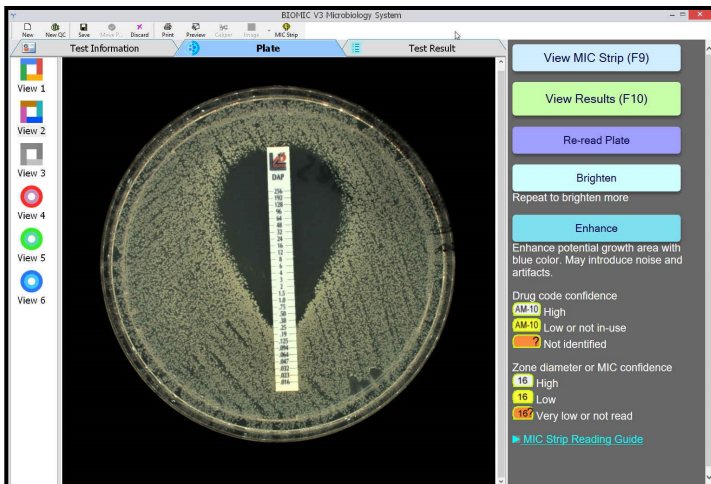 BIOMIC V3 Microbiology System
New
New QC
Save
Move P...
Discard
Print
Preview
Caliper
Image
MIC Strip
Test Information
Plate
Test Result
View 1
View 2
View 3
View 4
View 5
View 6
DAP
256
192
128
96
64
48
32
24
16
12
8
6
4
3
2
1.5
1.0
.75
.50
.38
.25
.19
.125
.094
.064
.047
.032
.023
.016
View MIC Strip (F9)
View Results (F10)
Re-read Plate
Brighten
Repeat to brighten more
Enhance
Enhance potential growth area with
blue color. May introduce noise and
artifacts.
Drug code confidence
AM-10 High
AM-10 Low or not in-use
? Not identified
Zone diameter or MIC confidence
16 High
16 Low
16? Very low or not read
MIC Strip Reading Guide